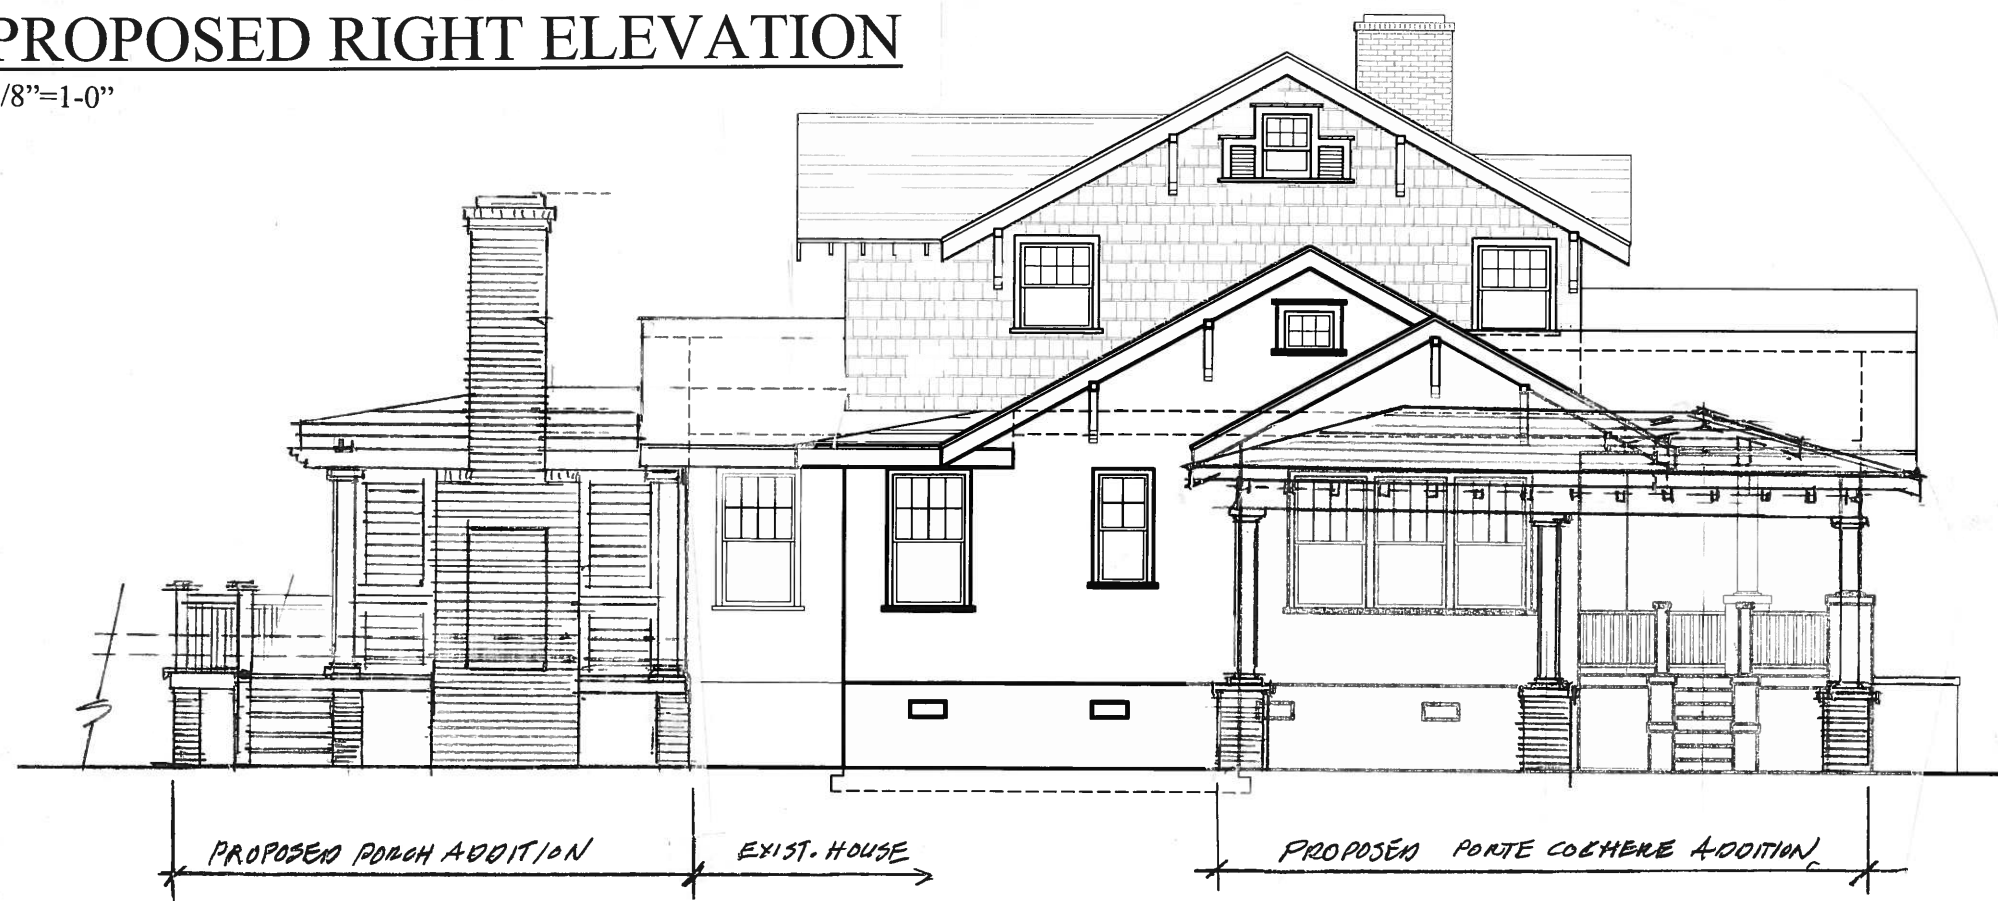 PROPOSED RIGHT ELEVATION
/8”=1-0”
PROPOSED PORCH ADDITION
EXIST. HOUSE
PROPOSED PORTE COCHERE ADDITION